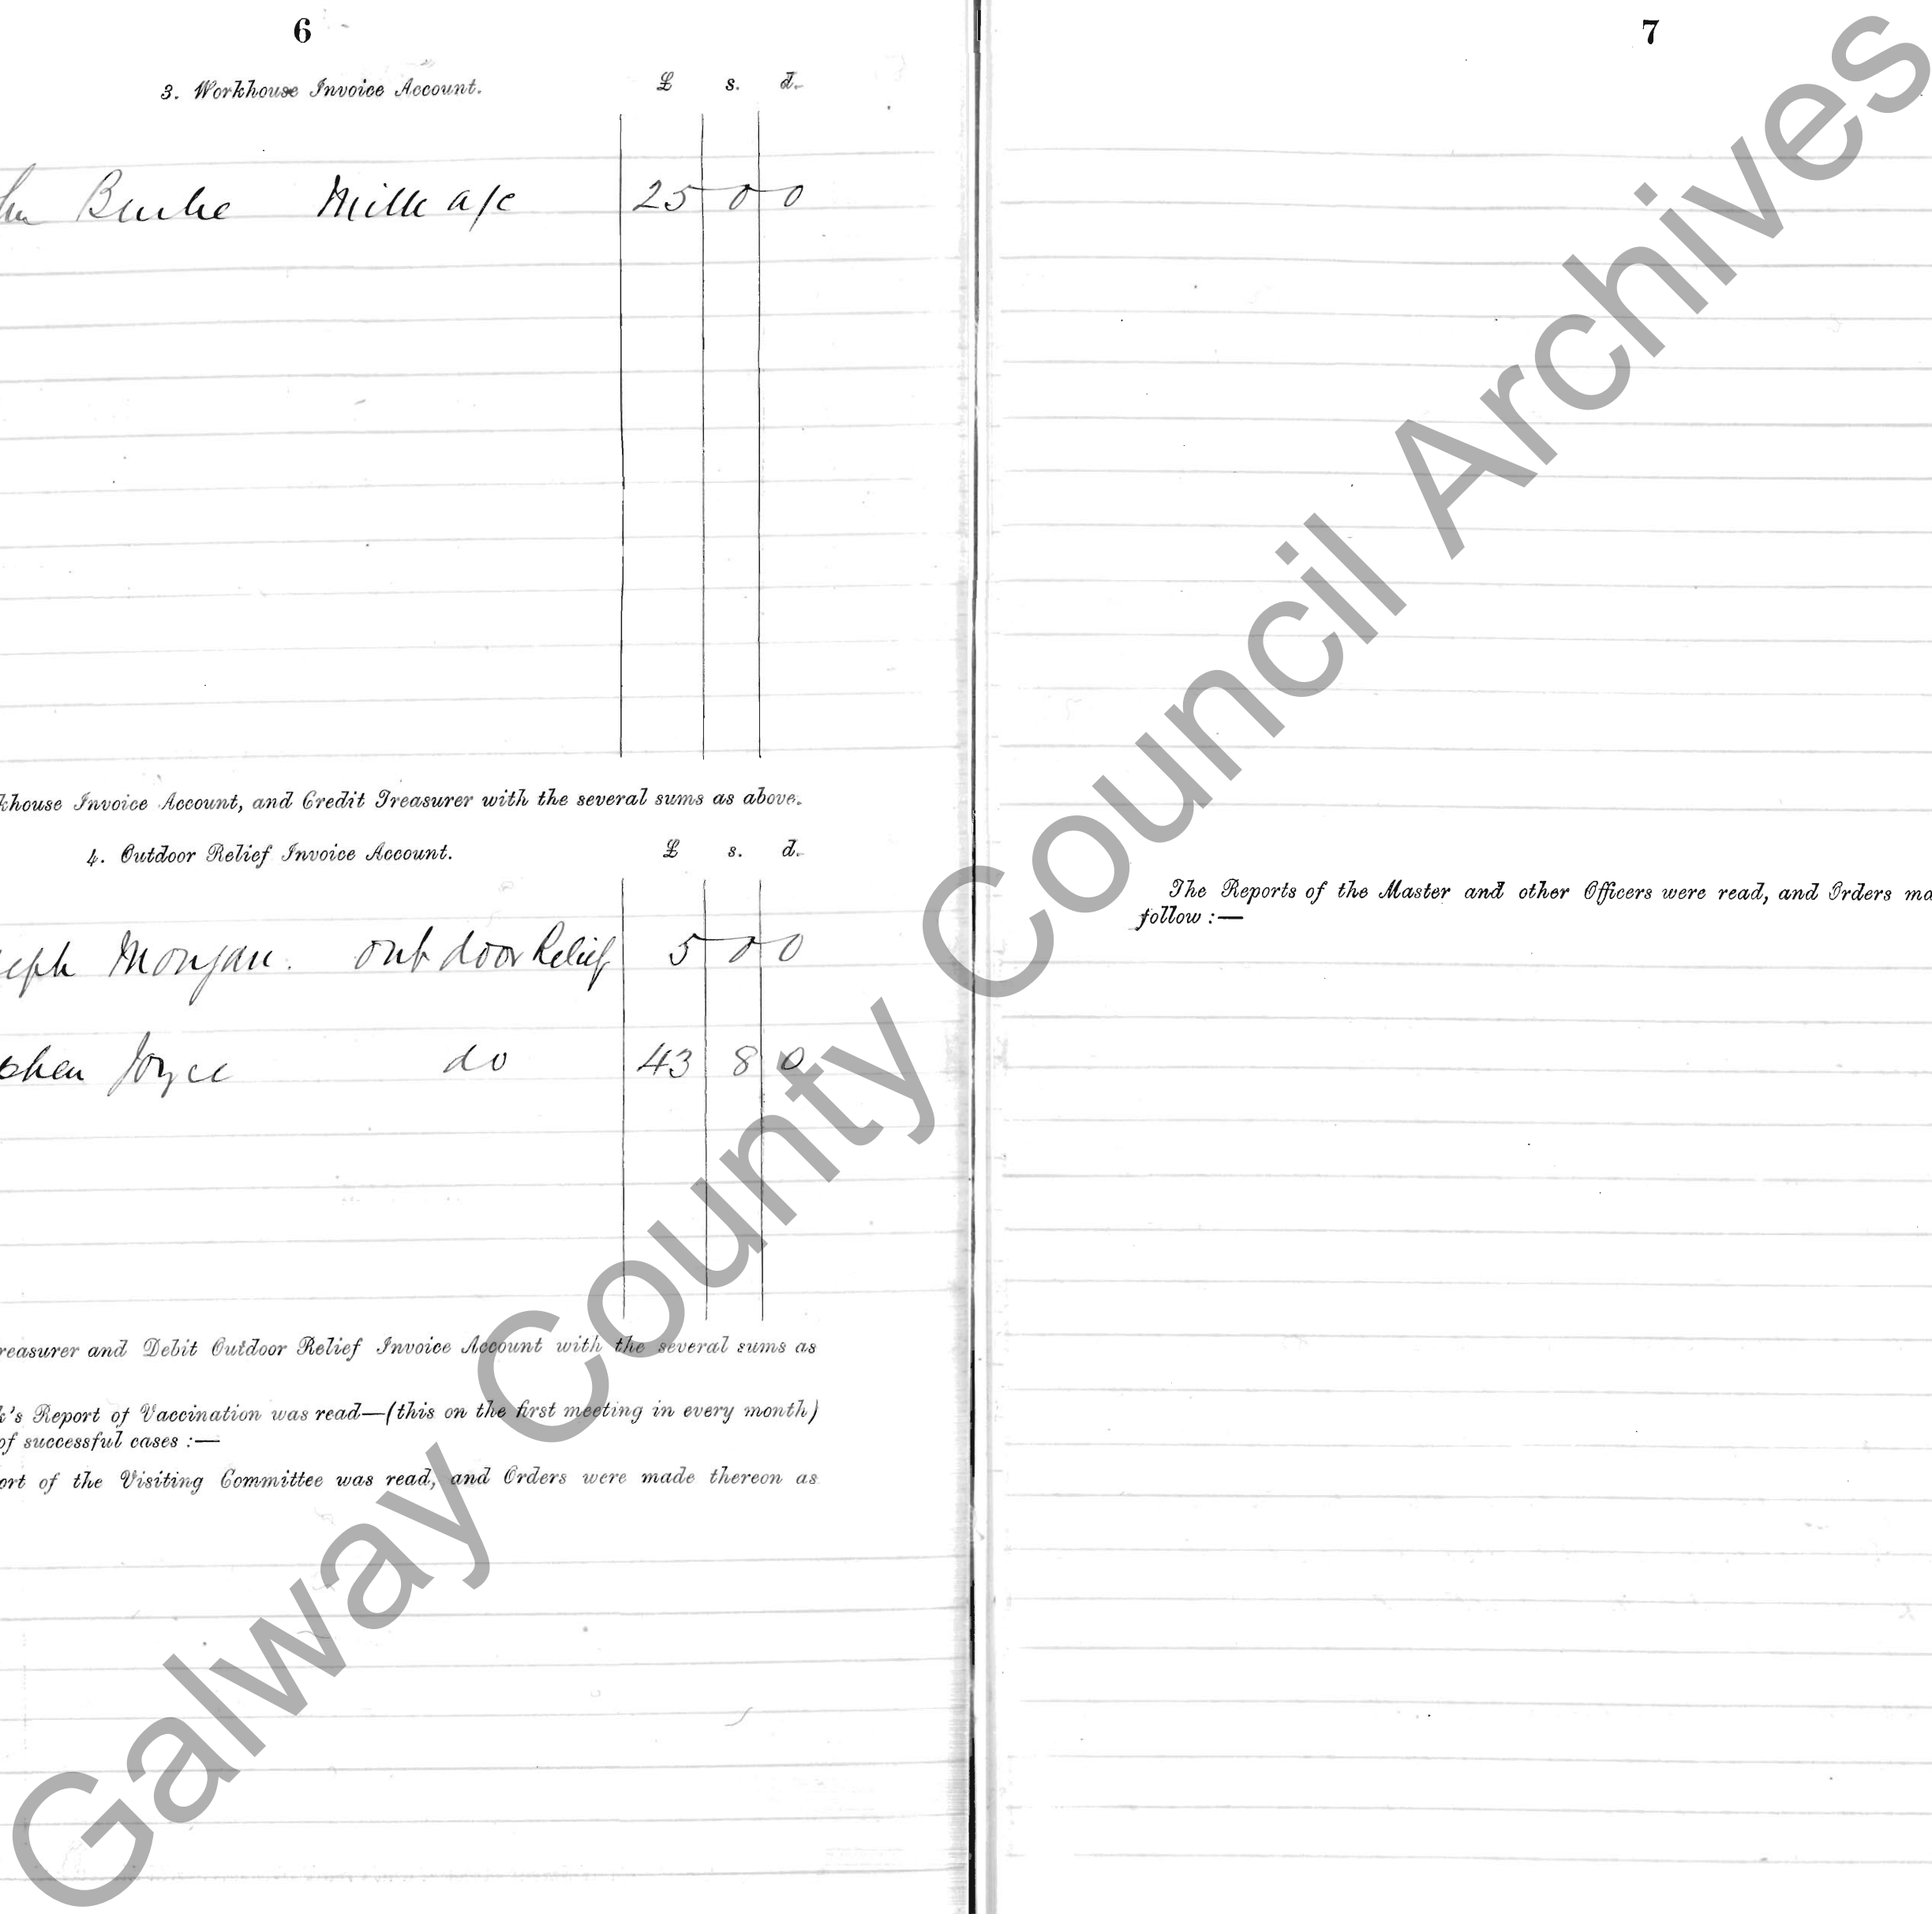 6
3. Workhouse Invoice Account. £ s. d.
Burke Milk a/c 25 0 0
khouse Invoice Account, and Credit Treasurer with the several sums as above.
4. Outdoor Relief Invoice Account. £ s. d.
eph Morgan. Outdoor Relief 5 0 0
phen Joyce do 43 8 0
reasurer and Debit Outdoor Relief Invoice Account with the several sums as
k's Report of Vaccination was read—(this on the first meeting in every month)
of successful cases :—
ort of the Visiting Committee was read, and Orders were made thereon as
7
The Reports of the Master and other Officers were read, and Orders ma
follow :—
Galway County Council Archives